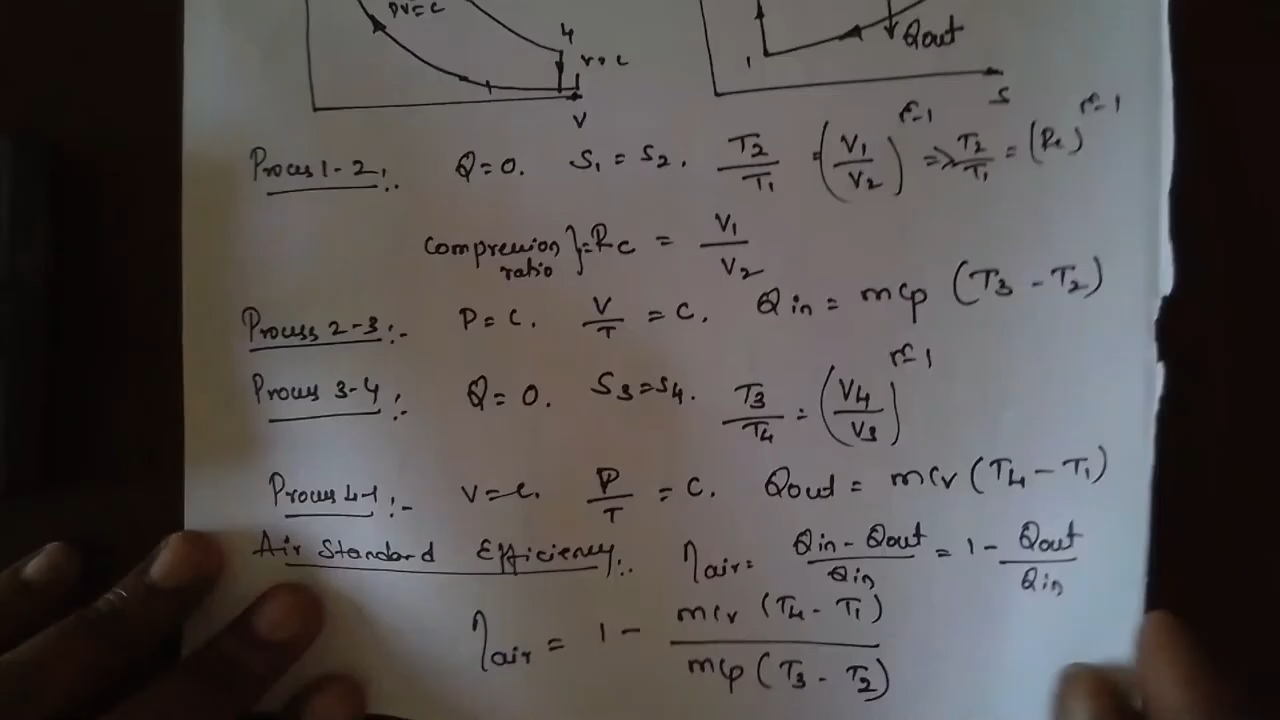 PV=C
4
V=C
V
1
Qout
S
Process 1-2:. Q=0. S1 = S2. T2/T1 = (V1/V2)^r-1 => T2/T1 = (Rc)^r-1
Compression ratio } = Rc = V1/V2
Process 2-3:- P=C. V/T = C. Qin = mcp (T3 - T2)
Process 3-4:- Q=0. S3=S4. T3/T4 = (V4/V3)^r-1
Process 4-1:- V=C. P/T = C. Qout = mcv (T4 - T1)
Air Standard Efficiency:. ηair= Qin - Qout/Qin = 1 - Qout/Qin
ηair = 1 - mcv (T4 - T1)/mcp (T3 - T2)